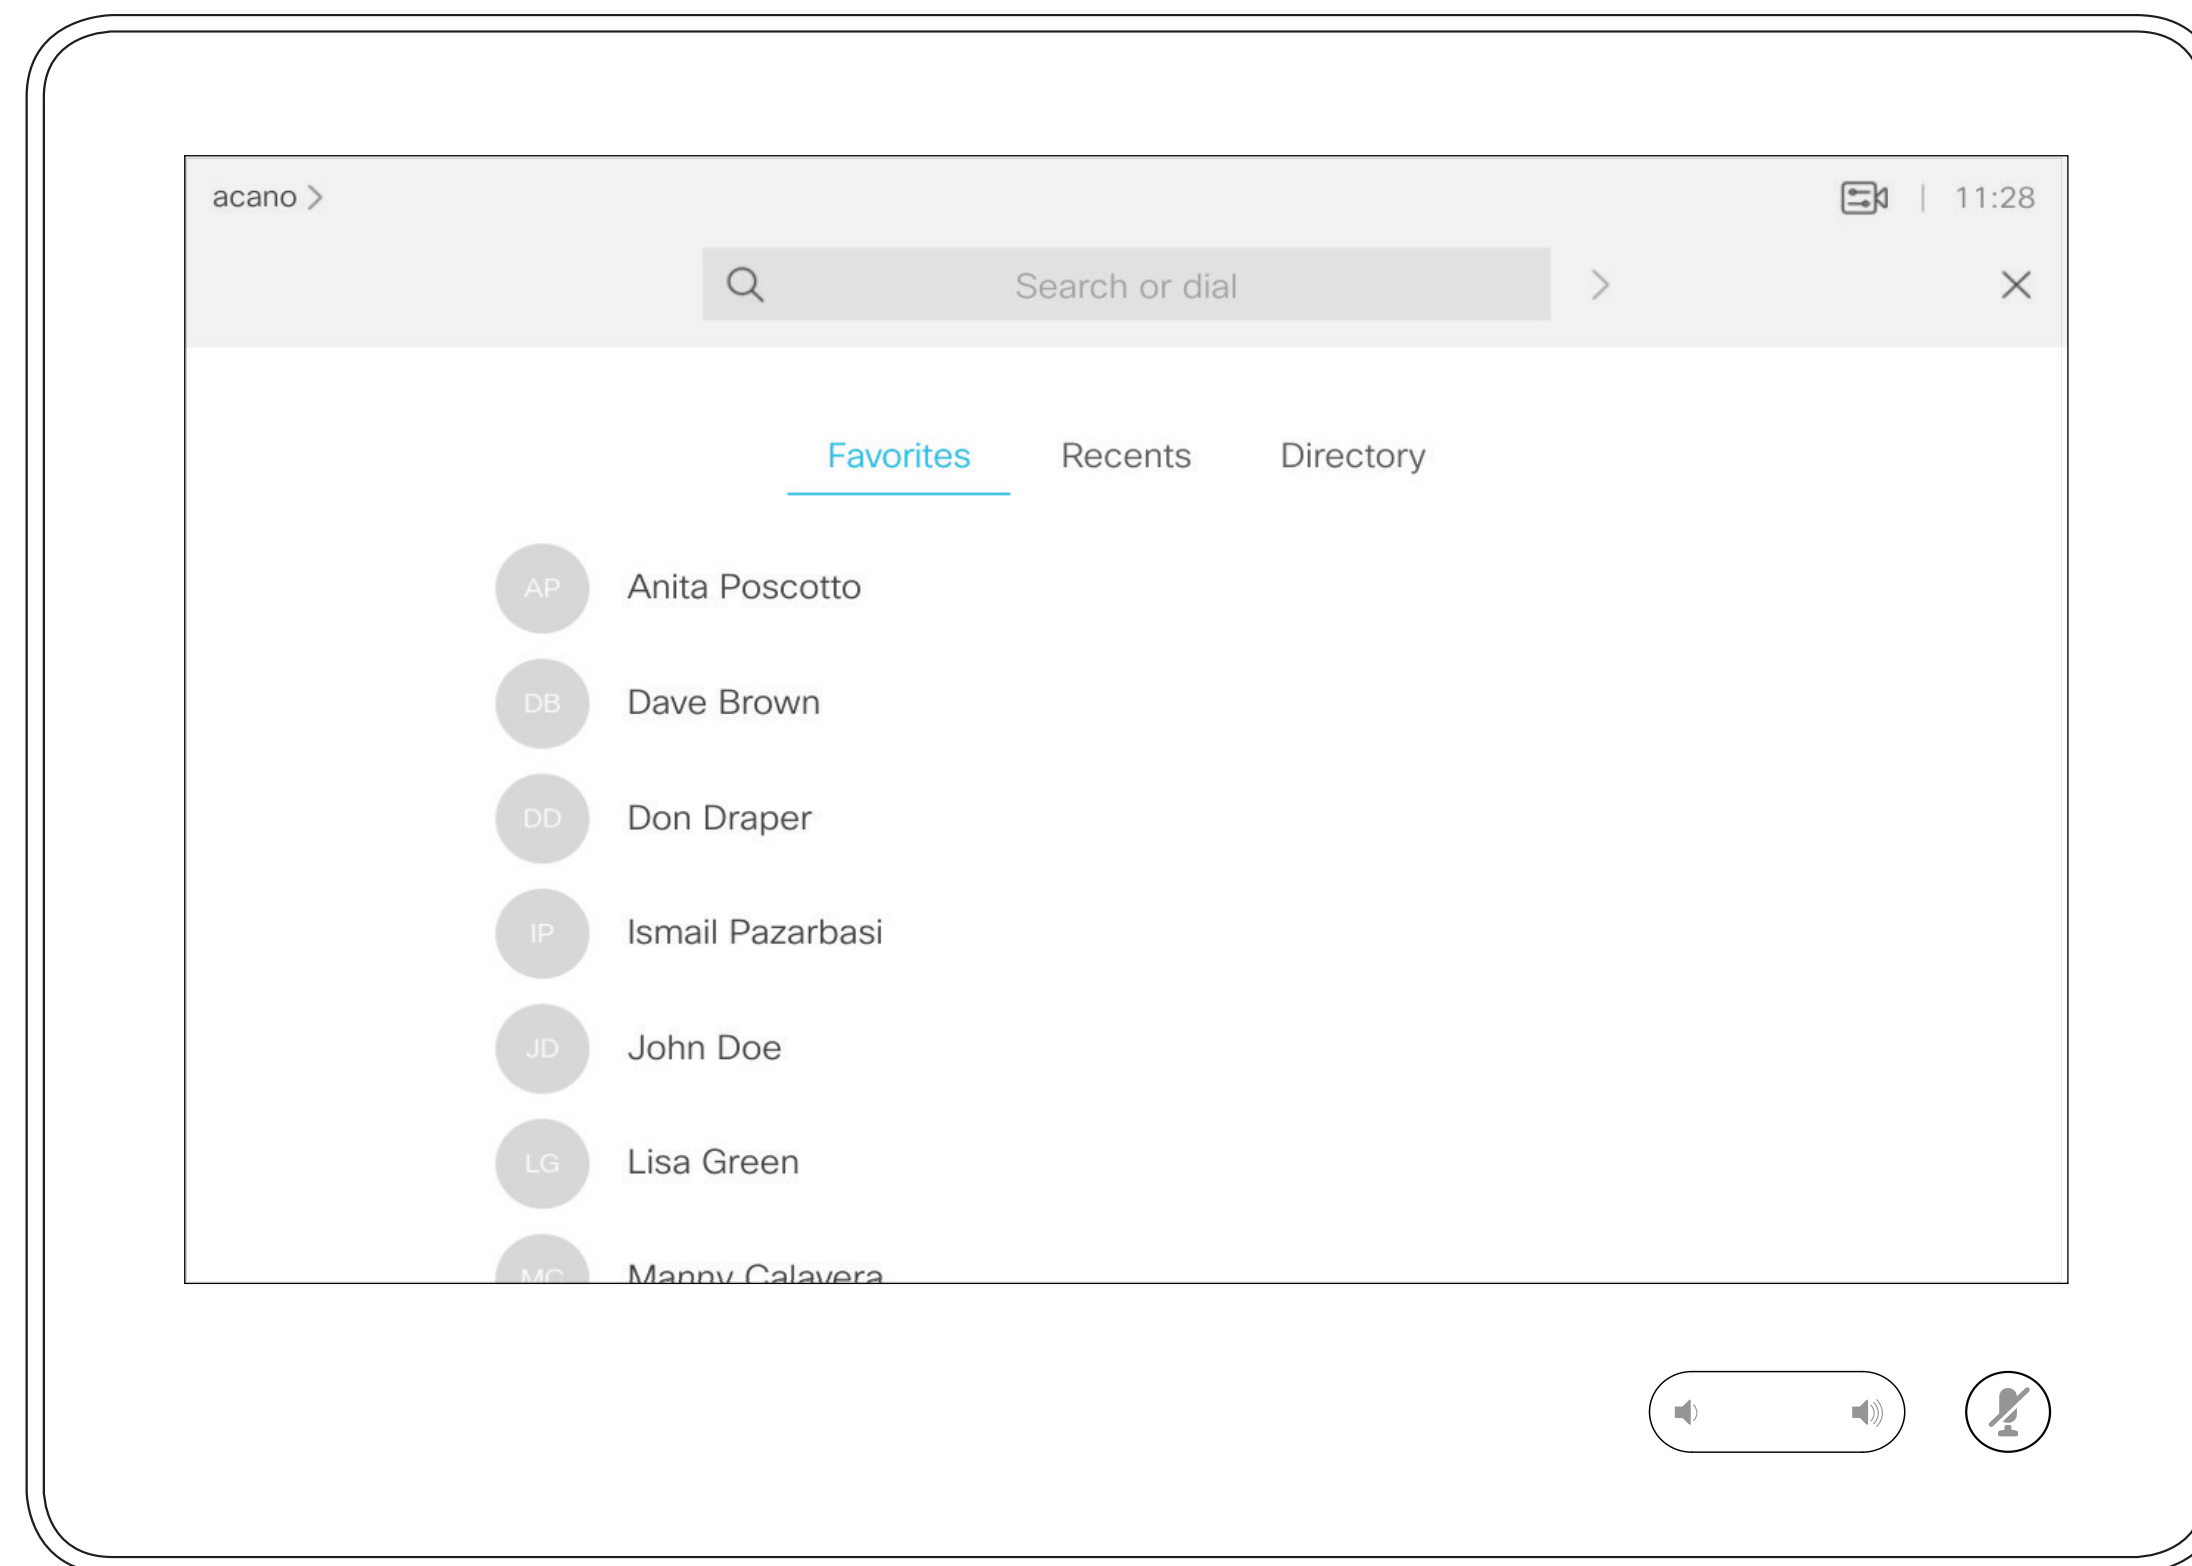 acano
11:28
Search or dial
Favorites Recents Directory
AP Anita Poscotto
DB Dave Brown
DD Don Draper
IP Ismail Pazarbasi
JD John Doe
LG Lisa Green
MC Manny Calavera